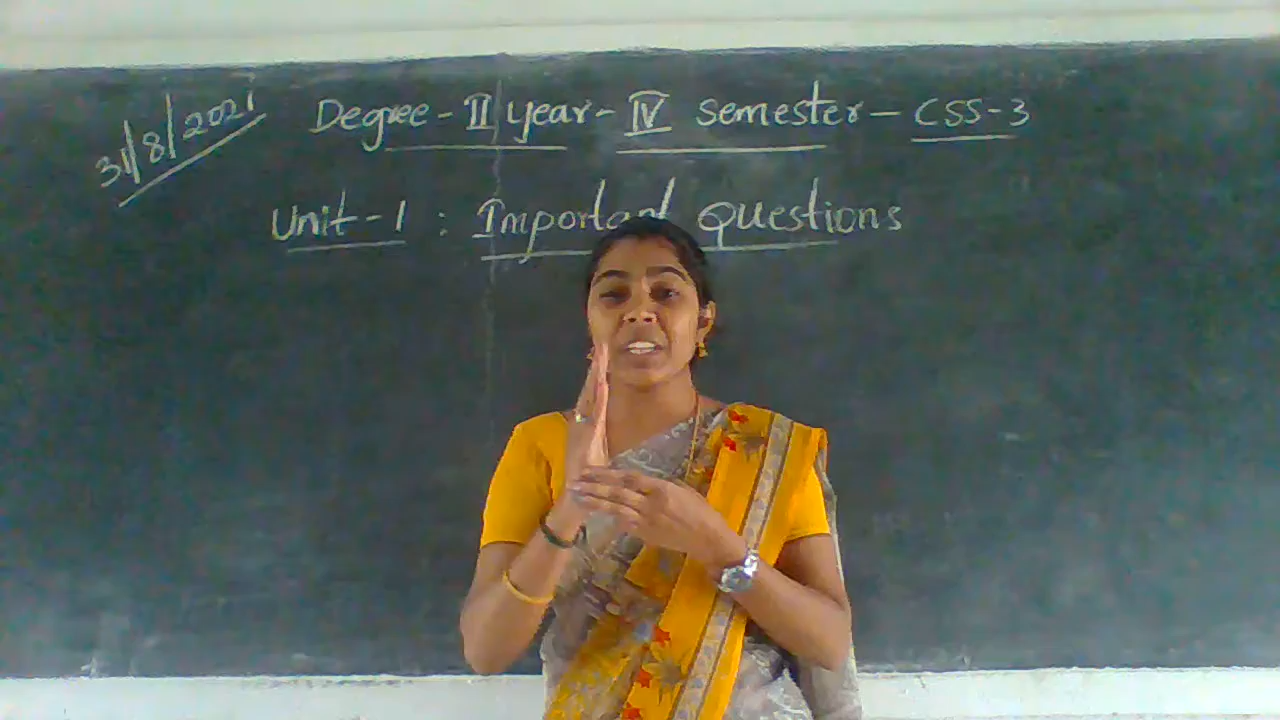 31/8/2021
Degree - II year - IV semester - CSS-3
Unit - 1 : Important Questions